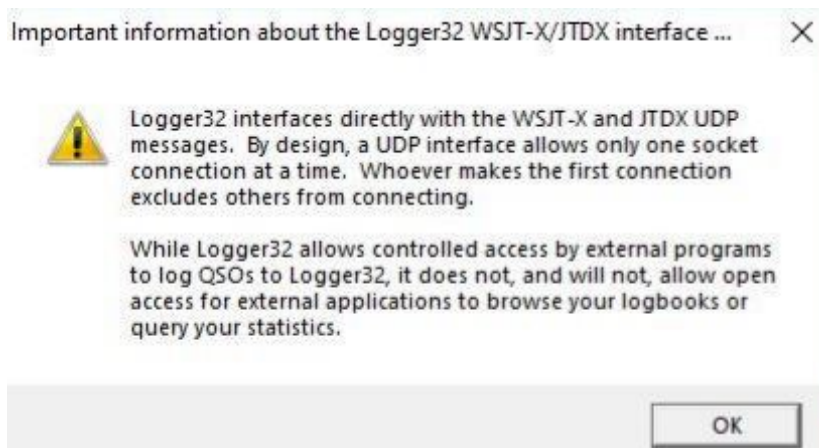 Important information about the Logger32 WSJT-X/JTDX interface ...
Logger32 interfaces directly with the WSJT-X and JTDX UDP
messages. By design, a UDP interface allows only one socket
connection at a time. Whoever makes the first connection
excludes others from connecting.
While Logger32 allows controlled access by external programs
to log QSOs to Logger32, it does not, and will not, allow open
access for external applications to browse your logbooks or
query your statistics.
OK